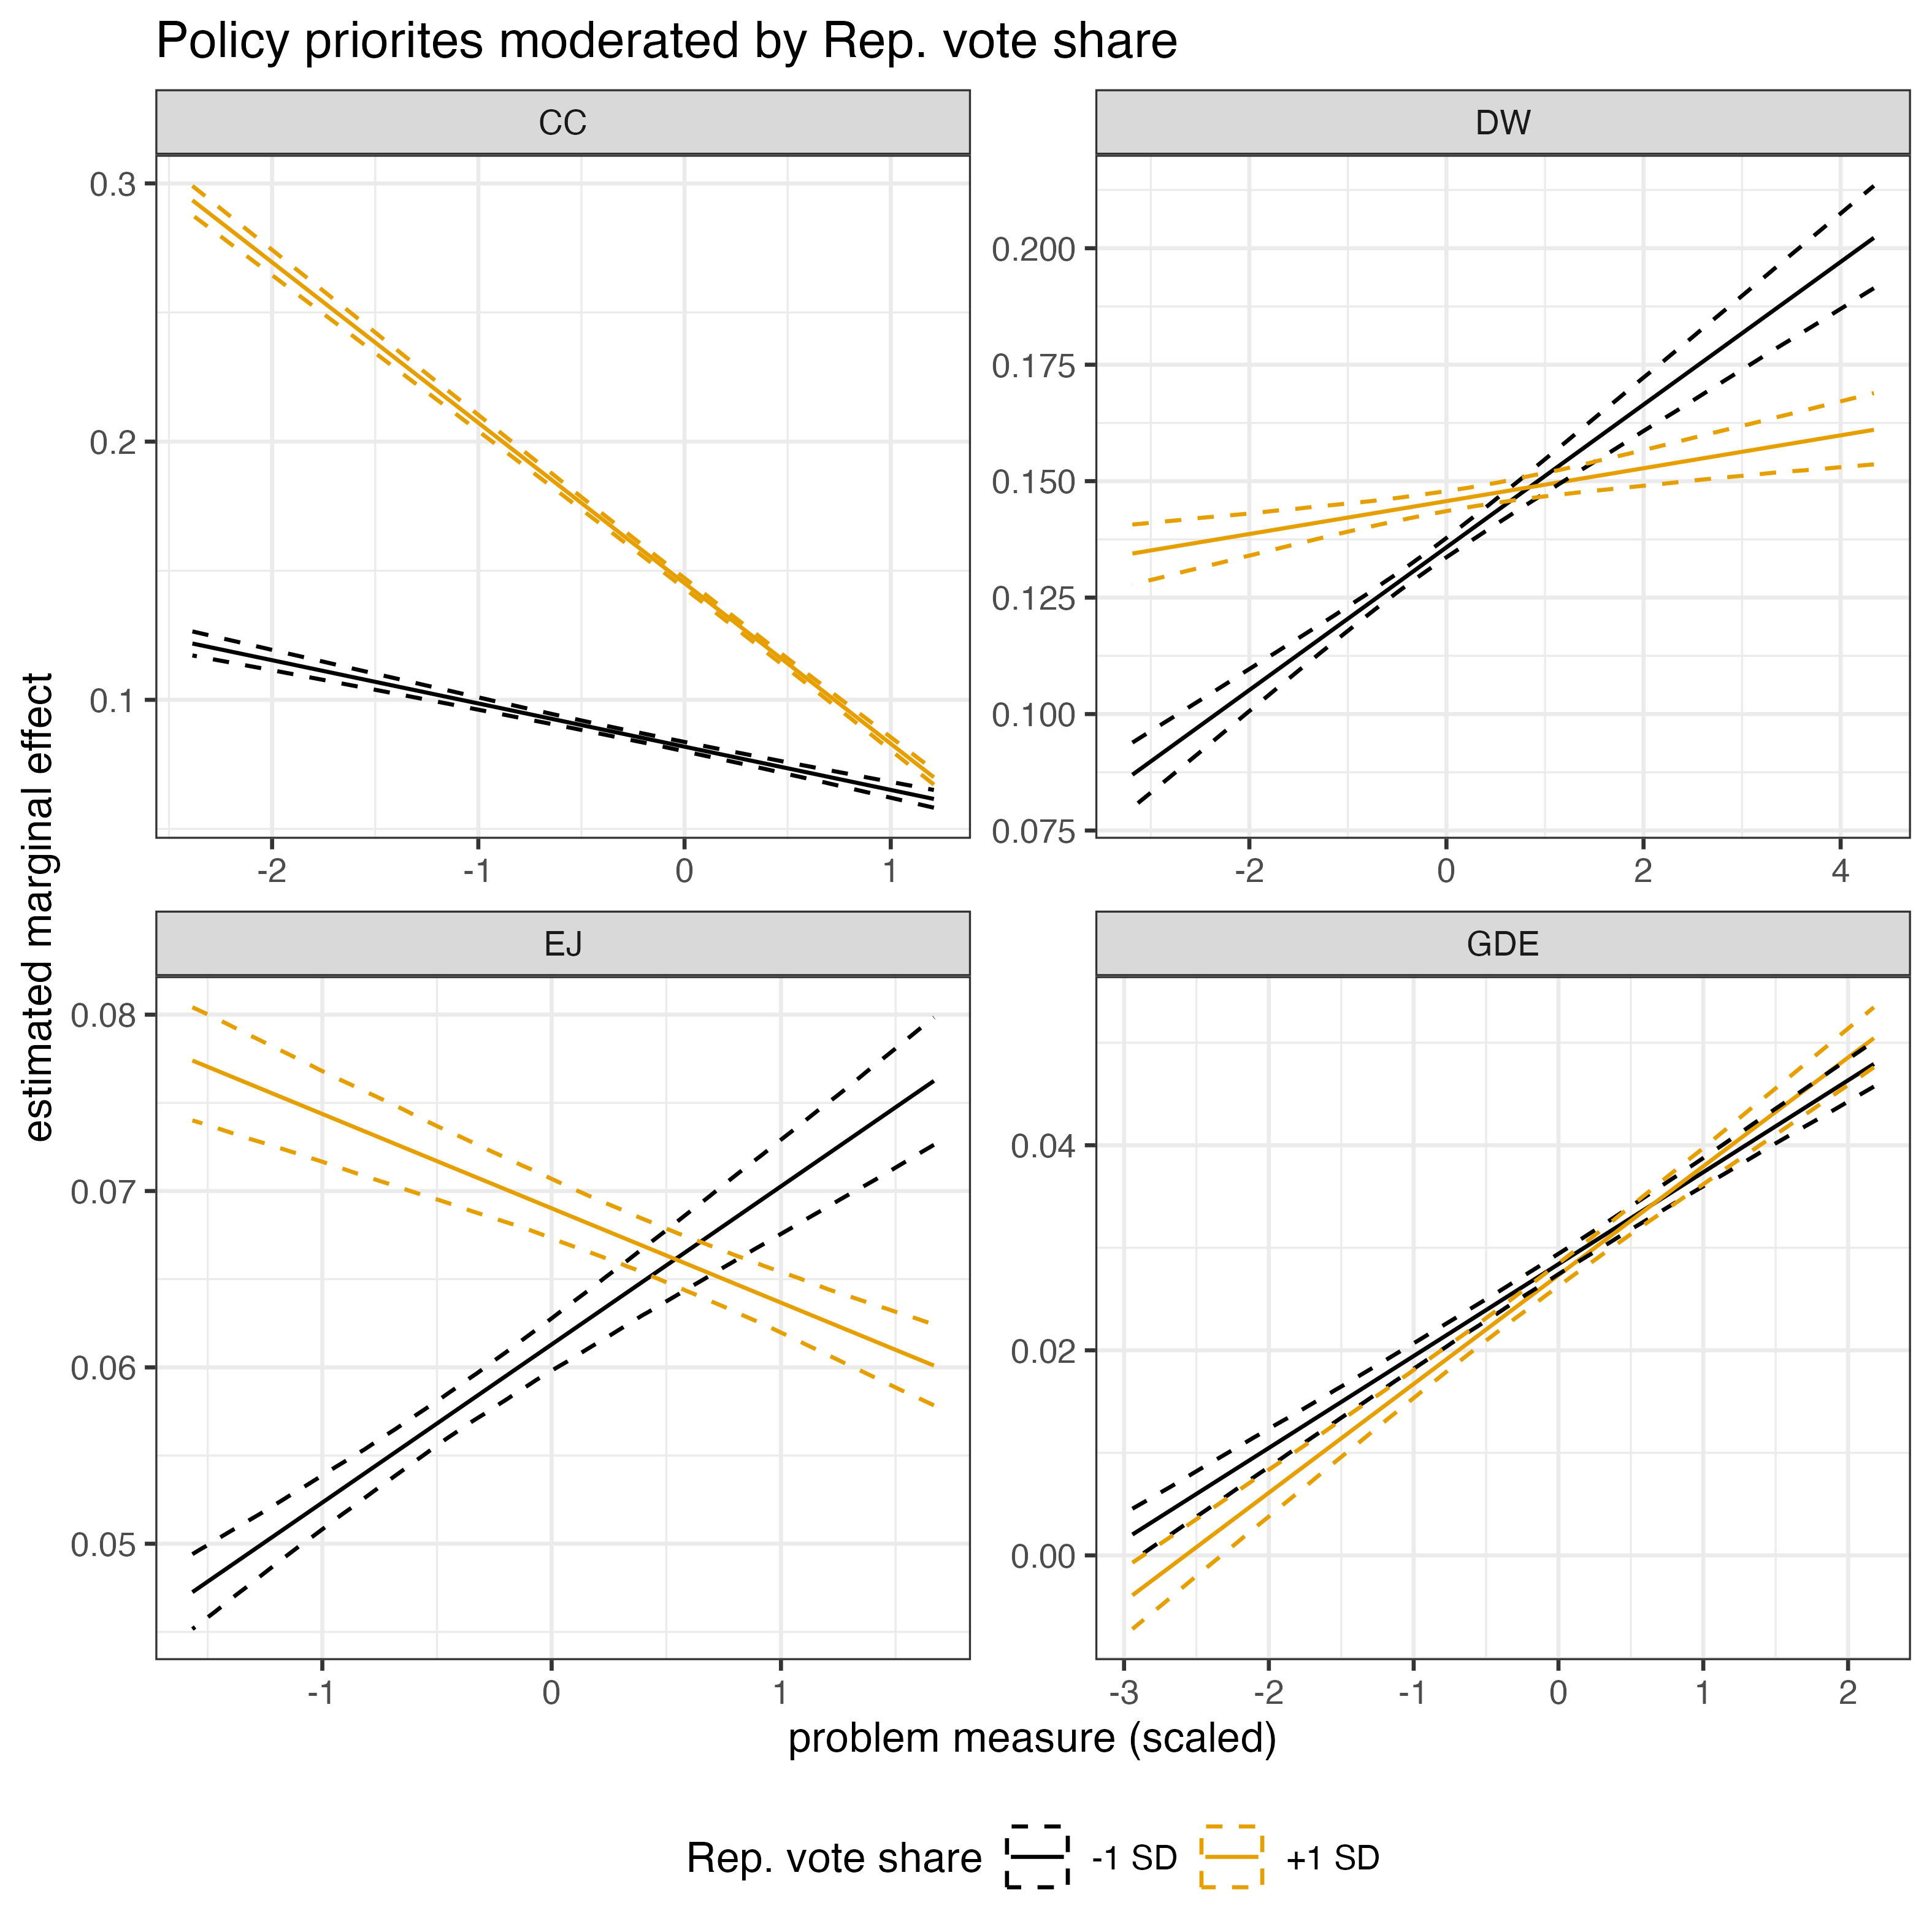 Policy priorites moderated by Rep. vote share
estimated marginal effect
CC
0.3
0.2
0.1
-2 -1 0 1
DW
0.200
0.175
0.150
0.125
0.100
0.075
-2 0 2 4
EJ
0.08
0.07
0.06
0.05
-1 0 1
GDE
0.04
0.02
0.00
-3 -2 -1 0 1 2
problem measure (scaled)
Rep. vote share -1 SD +1 SD